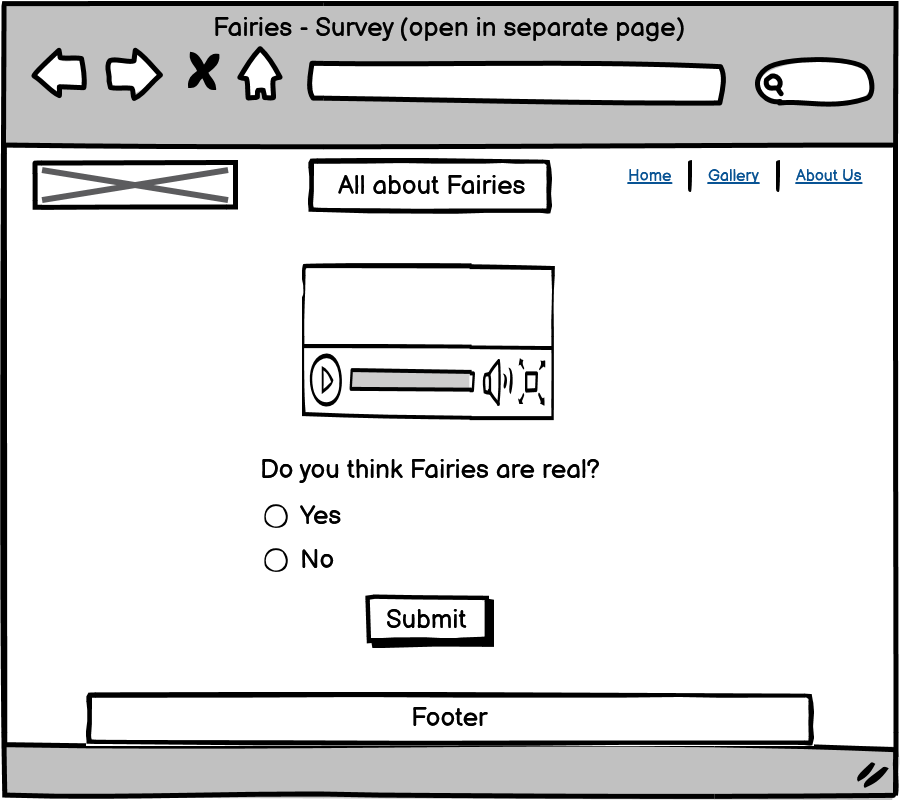 Fairies - Survey (open in separate page)
All about Fairies
Home
Gallery
About Us
Do you think Fairies are real?
Yes
No
Submit
Footer